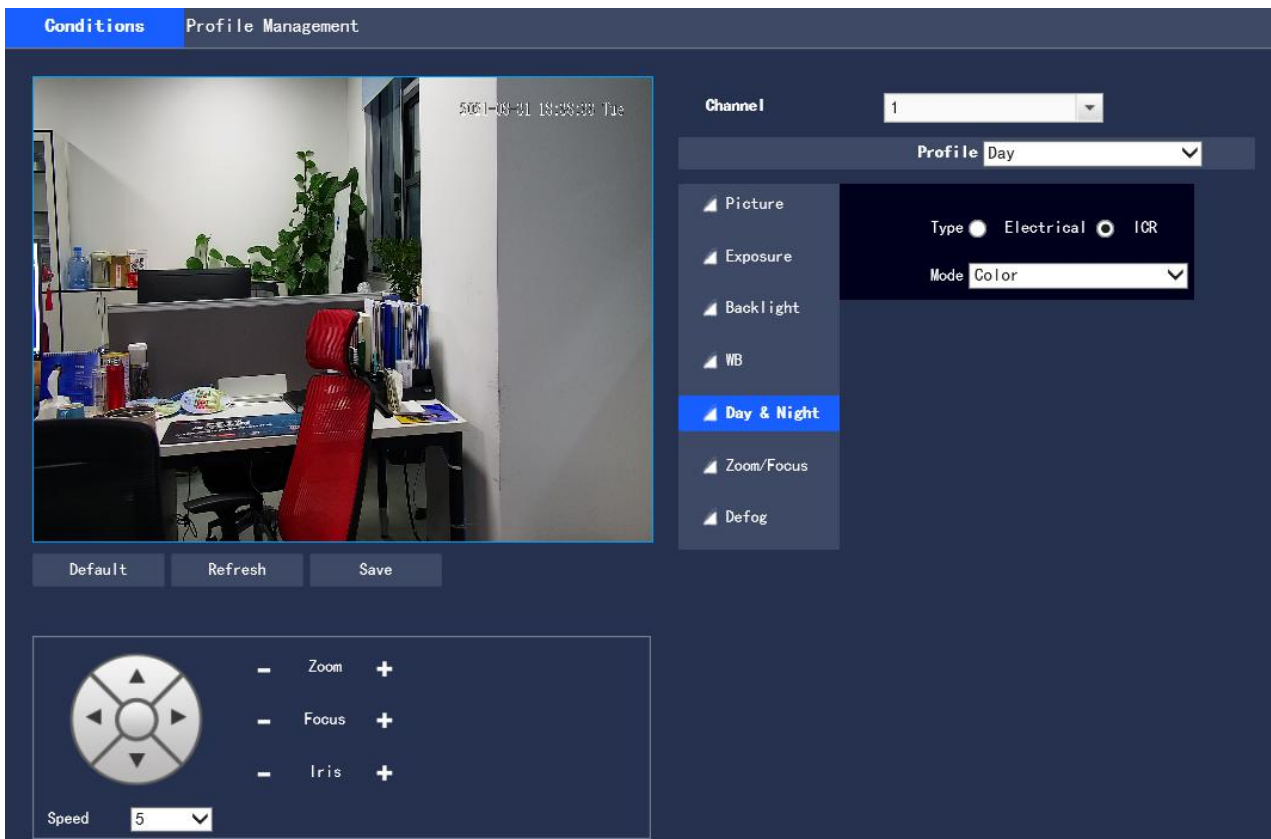 Conditions Profile Management
Channel 1
Profile Day
Picture
Exposure
Backlight
WB
Day & Night
Zoom/Focus
Defog
Type Electrical ICR
Mode Color
Default Refresh Save
Zoom
Focus
Iris
Speed 5